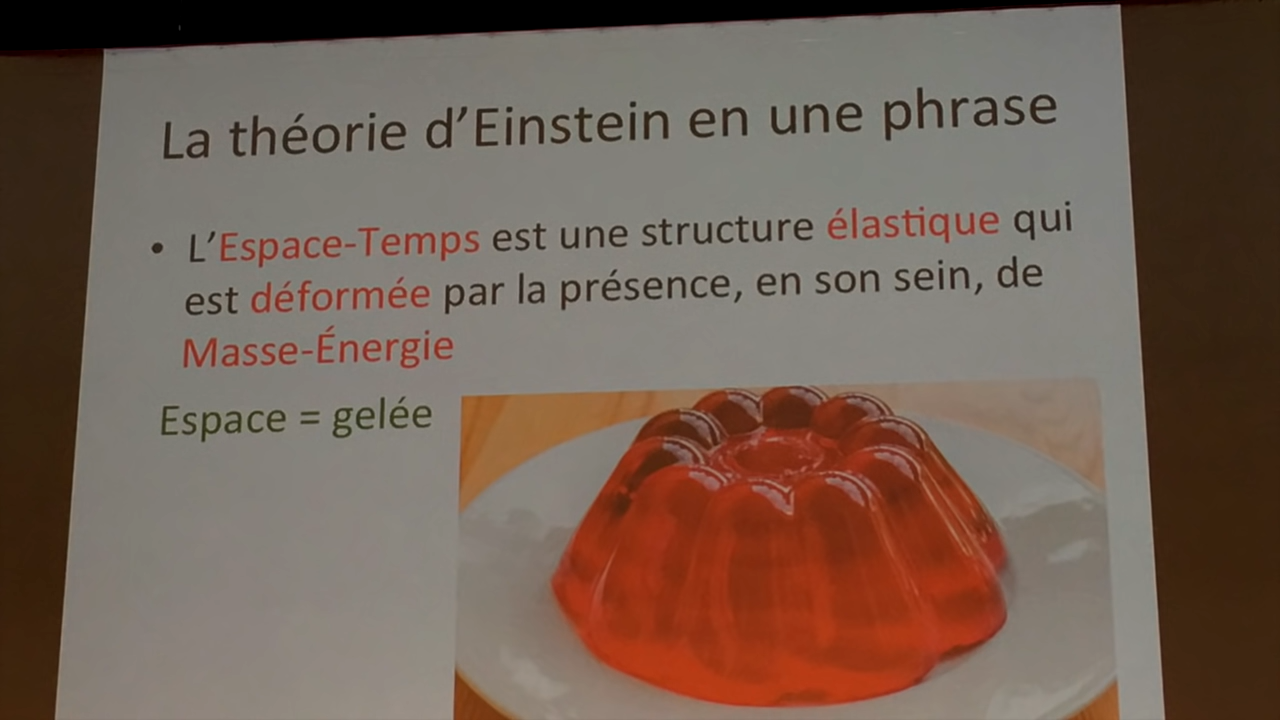 La théorie d'Einstein en une phrase
• L'Espace-Temps est une structure élastique qui
est déformée par la présence, en son sein, de
Masse-Énergie
Espace = gelée